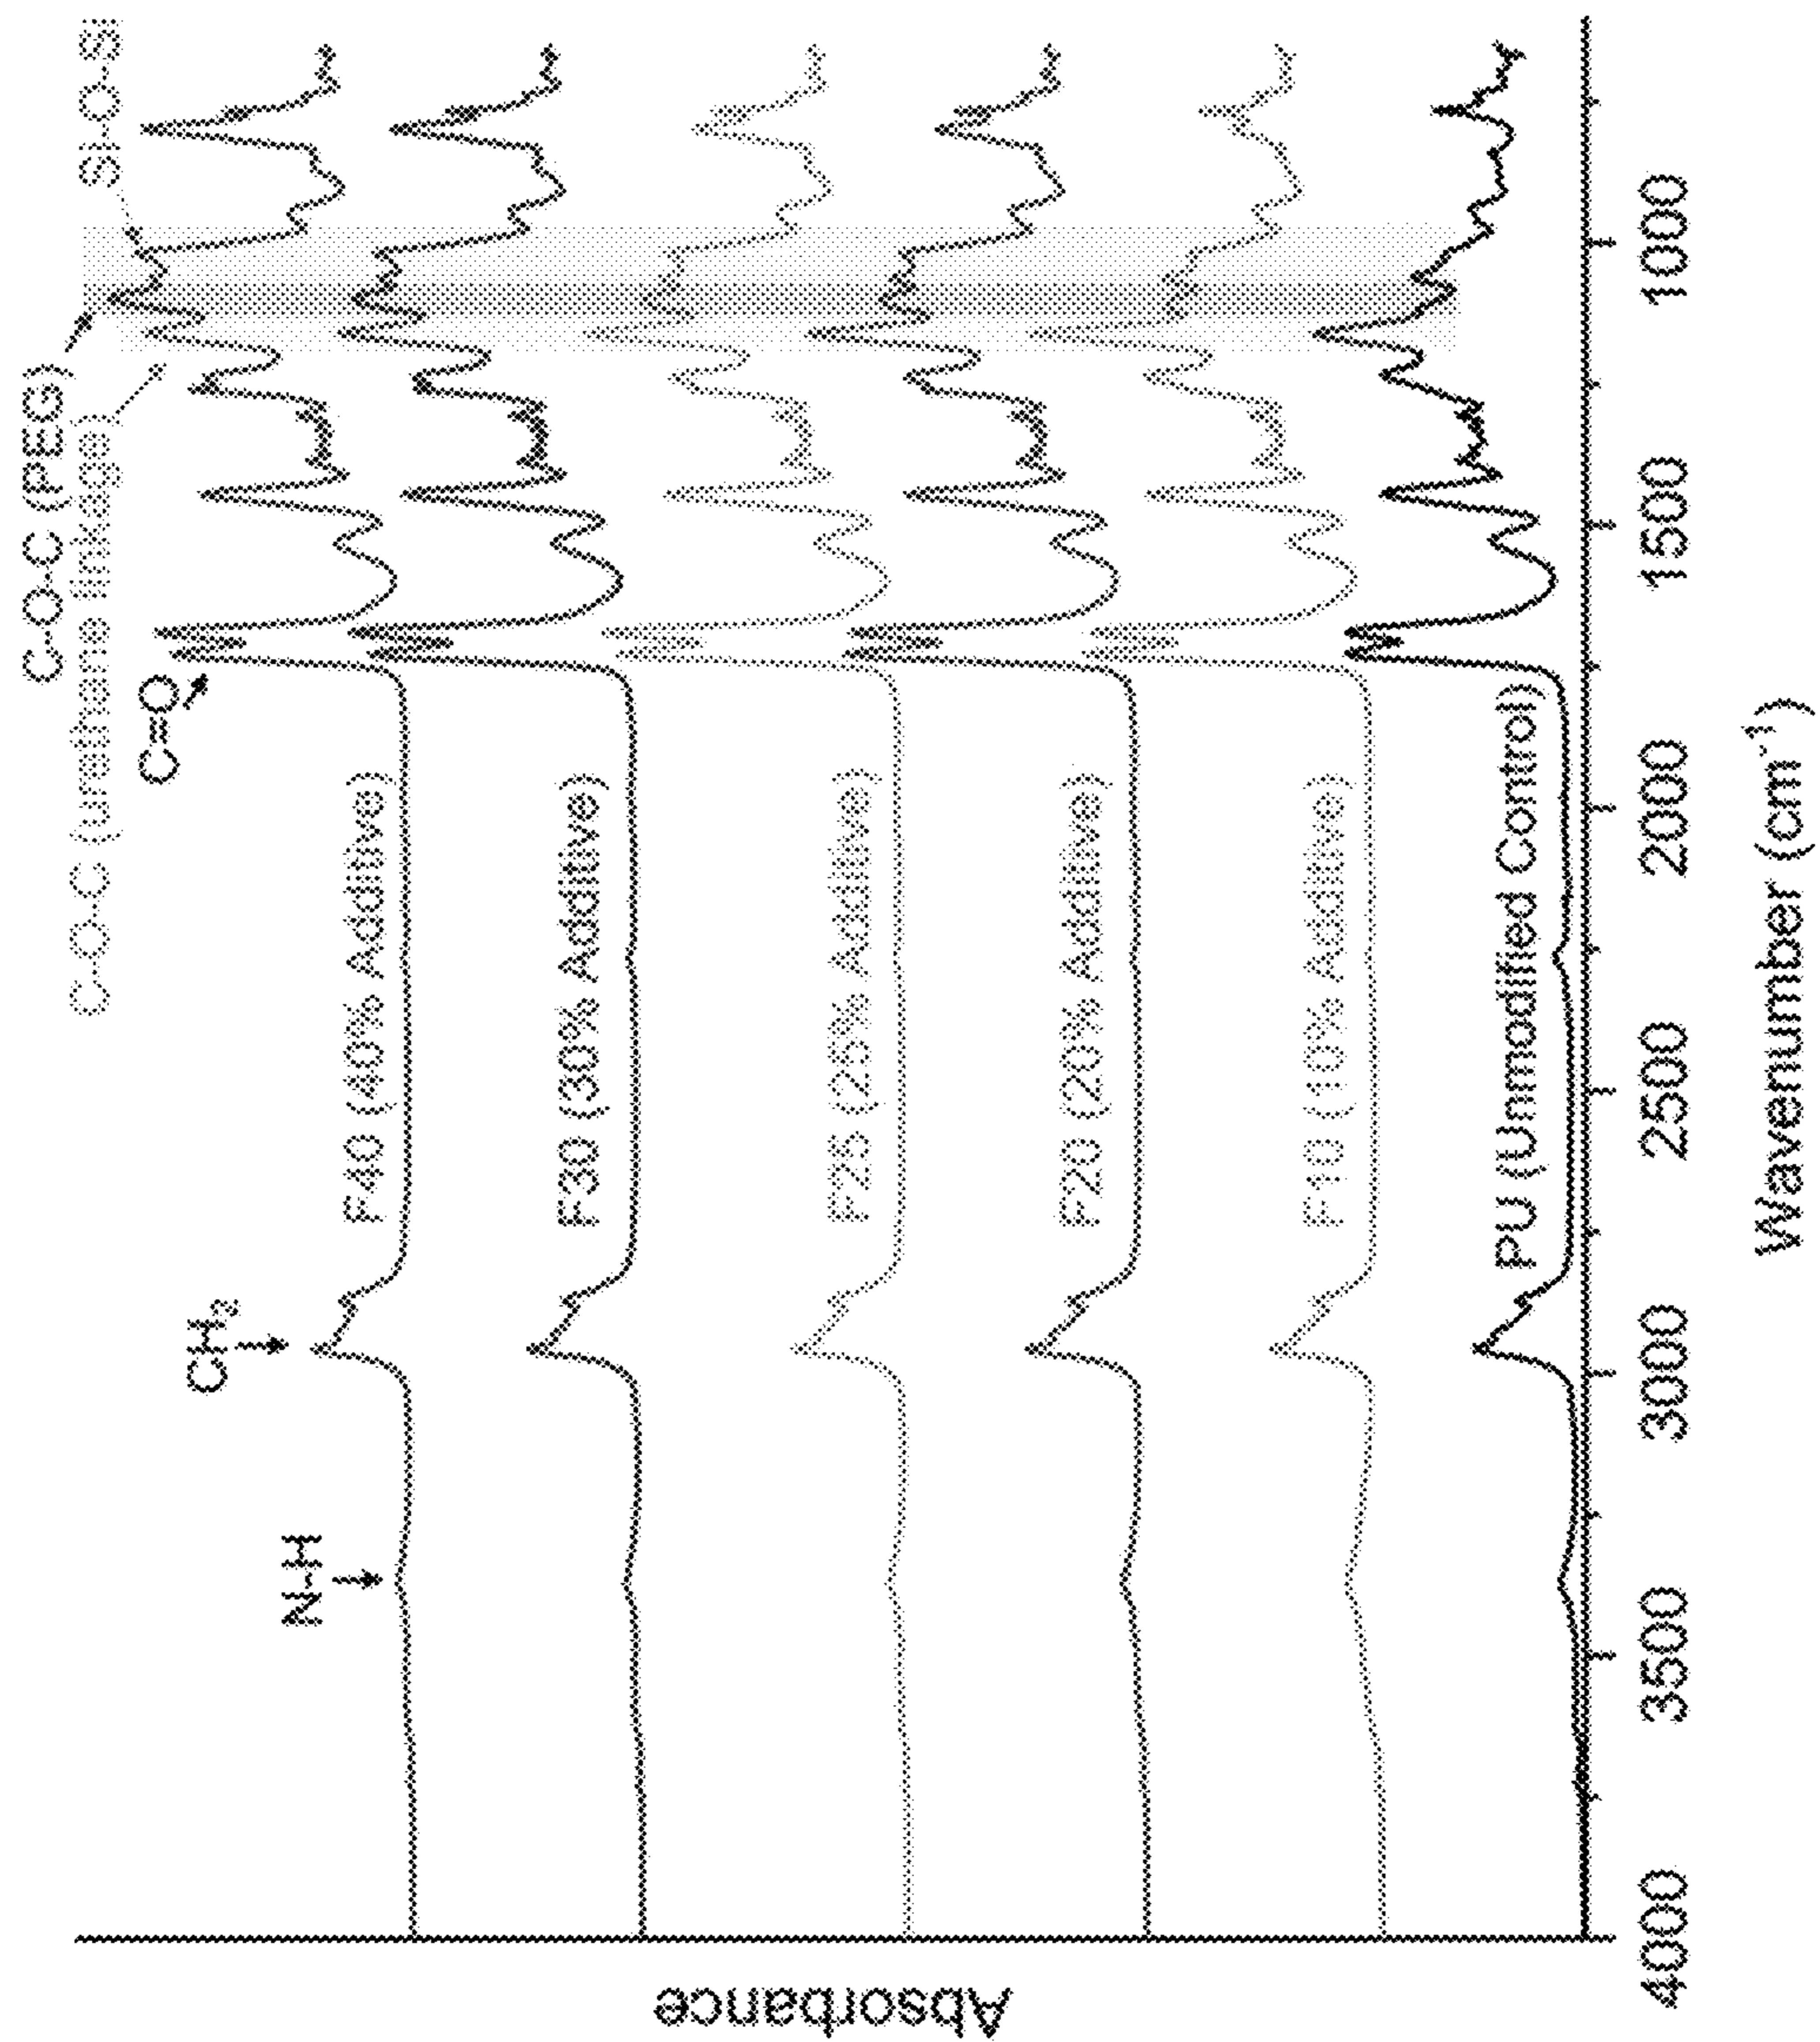 C-O-C (PEG)
C-O-C (urethane linkage)
Si-O-Si
C=O
CH₂
N-H
F40 (40% Additive)
F30 (30% Additive)
F25 (25% Additive)
F20 (20% Additive)
F10 (10% Additive)
PU (Unmodified Control)
Absorbance
4000 3500 3000 2500 2000 1500 1000
Wavenumber (cm⁻¹)